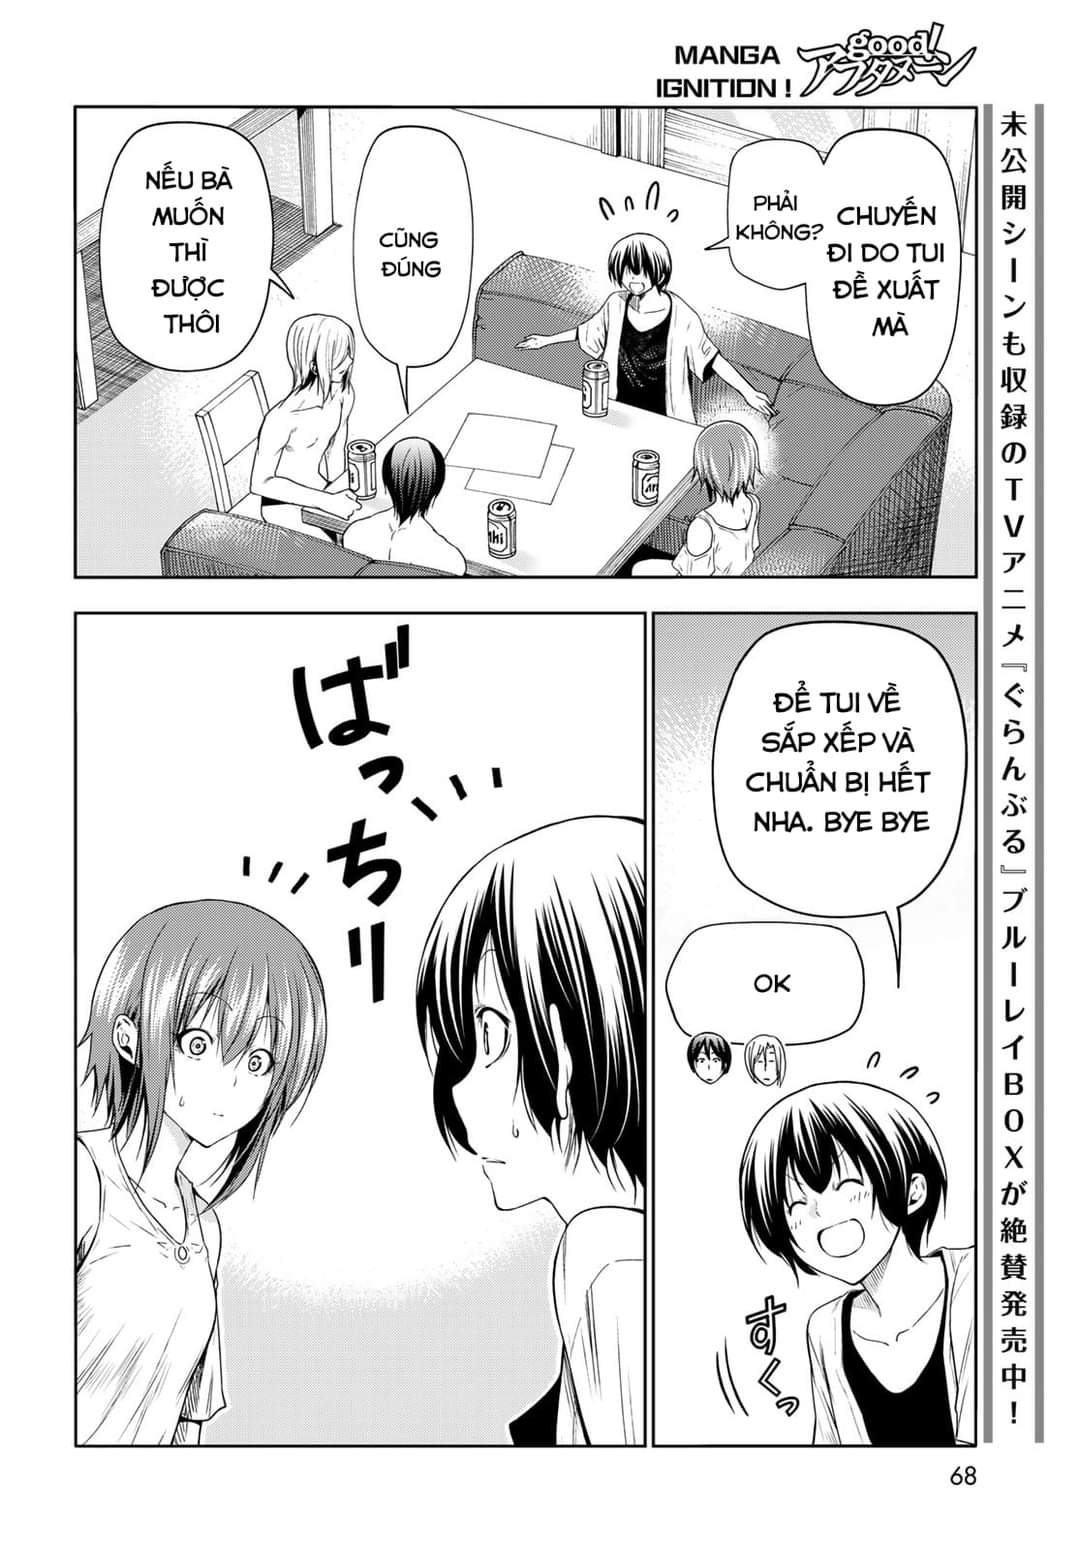 MANGA
IGNITION !
good!
アフタヌーン
CHUYẾN
ĐI DO TUI
ĐỀ XUẤT
MÀ
PHẢI
KHÔNG?
CŨNG
ĐÚNG
NẾU BÀ
MUỐN
THÌ
ĐƯỢC
THÔI
ĐỂ TUI VỀ
SẮP XẾP VÀ
CHUẨN BỊ HẾT
NHA. BYE BYE
OK
すくっ
ばっちり
未公開シーンも収録のTVアニメ『ぐらんぶる』ブルーレイBOXが絶賛発売中!
68